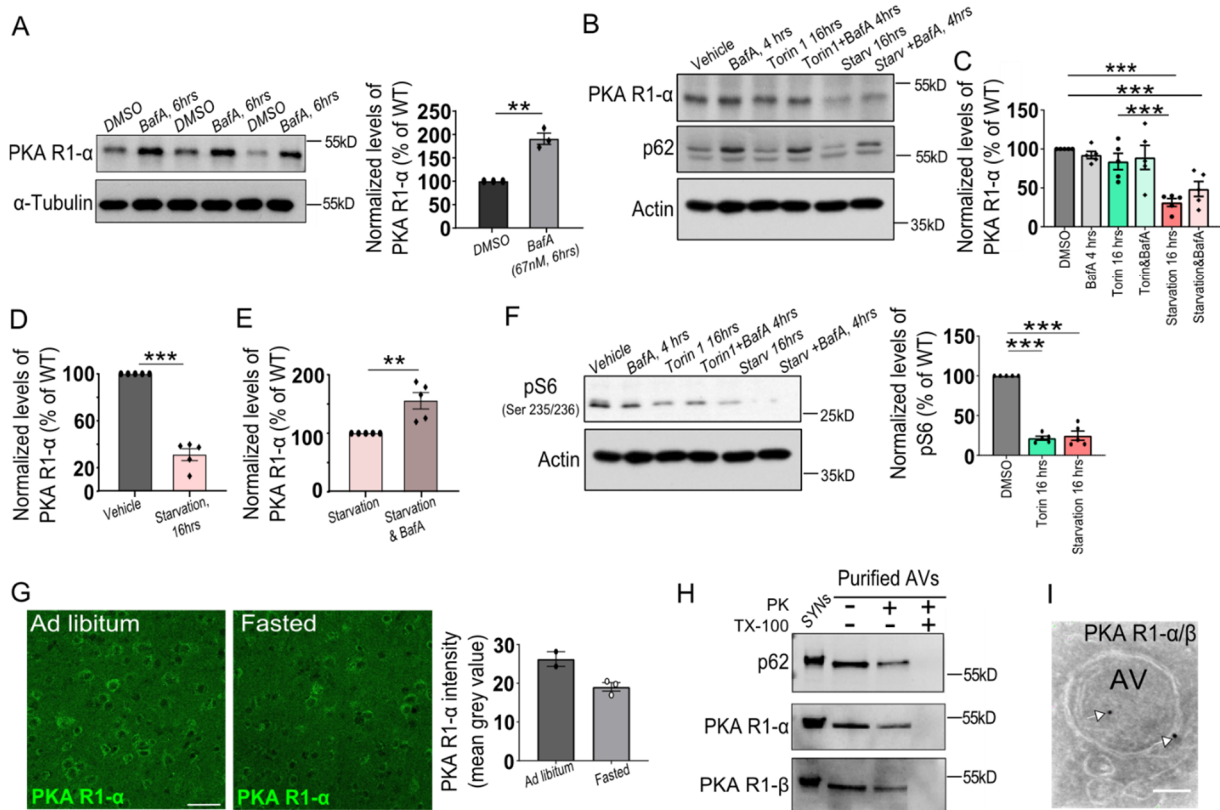 A
DMSO
BafA, 6hrs
DMSO
BafA, 6hrs
DMSO
BafA, 6hrs
PKA R1-α
55kD
α-Tubulin
55kD
Normalized levels of
PKA R1-α (% of WT)
250
200
150
100
50
0
**
DMSO
BafA
(67nM, 6hrs)
B
Vehicle
BafA, 4 hrs
Torin 1 16hrs
Torin1+BafA 4hrs
Starv 16hrs
Starv +BafA, 4hrs
PKA R1-α
55kD
p62
55kD
Actin
35kD
C
Normalized levels of
PKA R1-α (% of WT)
150
100
50
0
***
***
***
DMSO
BafA 4 hrs
Torin 16 hrs
Torin&BafA
Starvation 16 hrs
Starvation&BafA
D
Normalized levels of
PKA R1-α (% of WT)
100
80
60
40
20
0
***
Vehicle
Starvation,
16hrs
E
Normalized levels of
PKA R1-α (% of WT)
200
100
0
**
Starvation
Starvation
& BafA
F
Vehicle
BafA, 4 hrs
Torin 1 16hrs
Torin1+BafA 4hrs
Starv 16hrs
Starv +BafA, 4hrs
pS6
(Ser 235/236)
25kD
Actin
35kD
Normalized levels of
pS6 (% of WT)
150
100
50
0
***
***
DMSO
Torin 16 hrs
Starvation 16 hrs
G
Ad libitum
PKA R1-α
Fasted
PKA R1-α
PKA R1-α intensity
(mean grey value)
30
20
10
0
Ad libitum
Fasted
H
SYNs
Purified AVs
PK - + +
TX-100 - - +
p62
55kD
PKA R1-α
55kD
PKA R1-β
55kD
I
PKA R1-α/β
AV